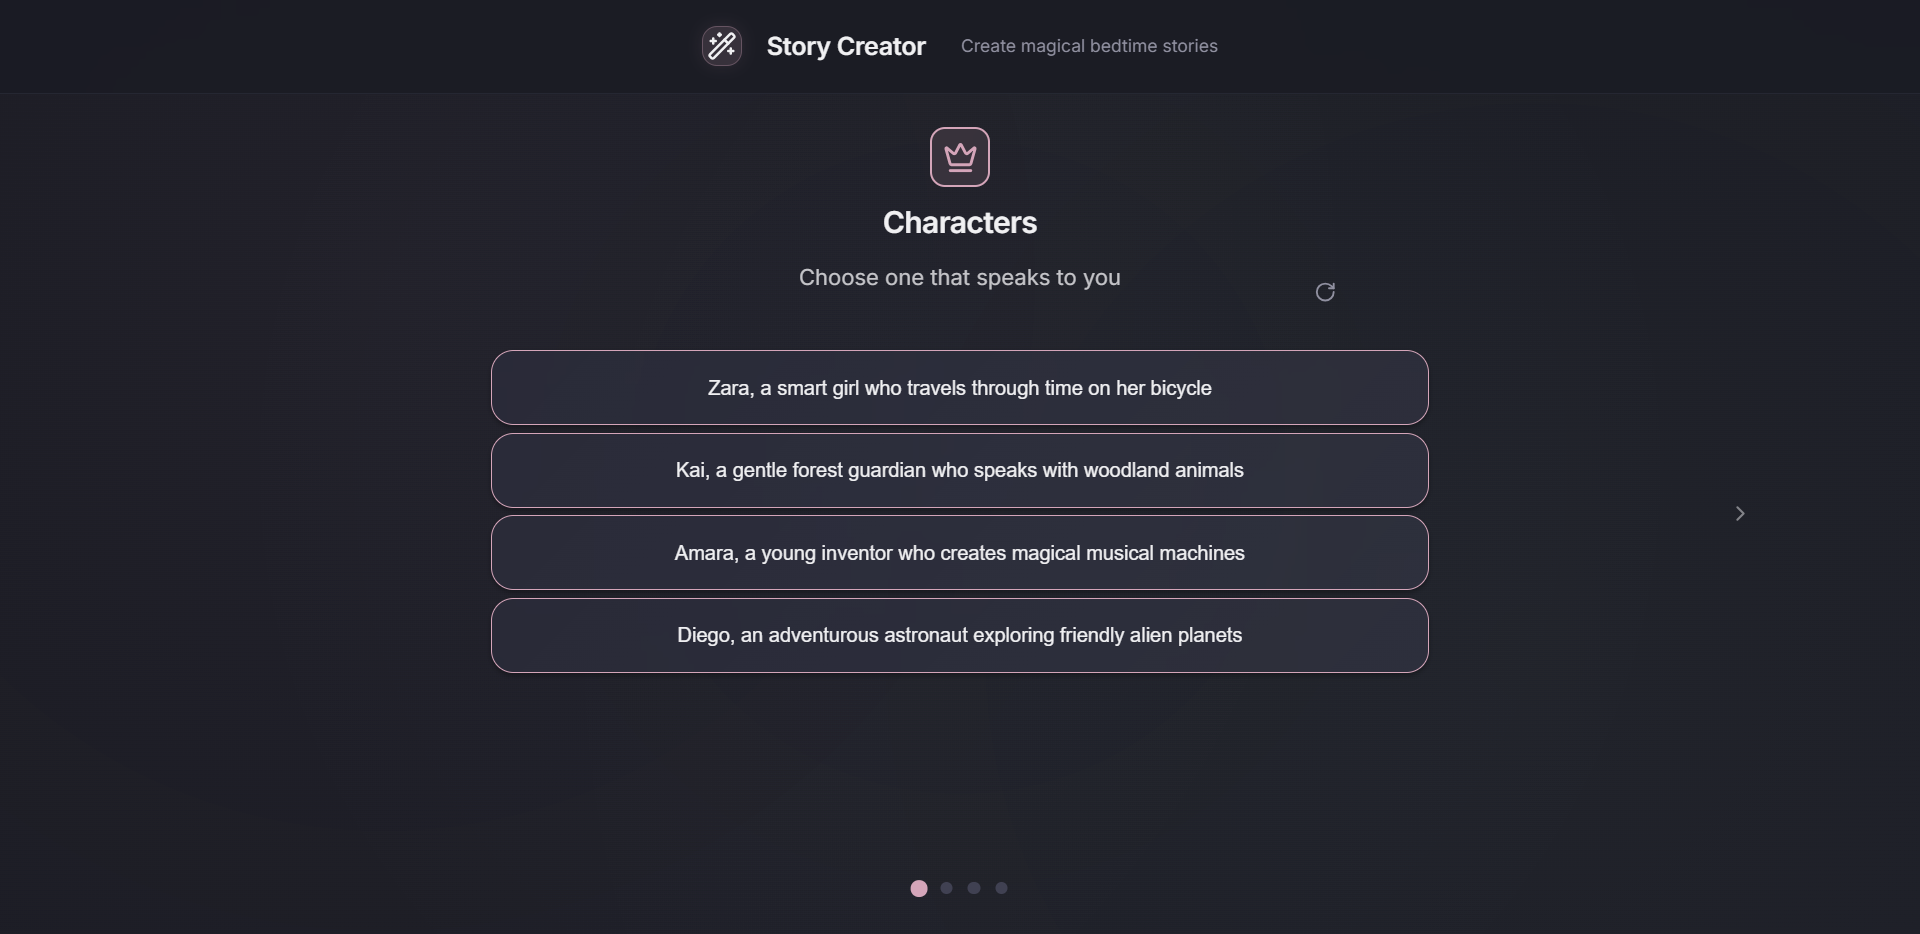 Story Creator
Create magical bedtime stories
Characters
Choose one that speaks to you
Zara, a smart girl who travels through time on her bicycle
Kai, a gentle forest guardian who speaks with woodland animals
Amara, a young inventor who creates magical musical machines
Diego, an adventurous astronaut exploring friendly alien planets